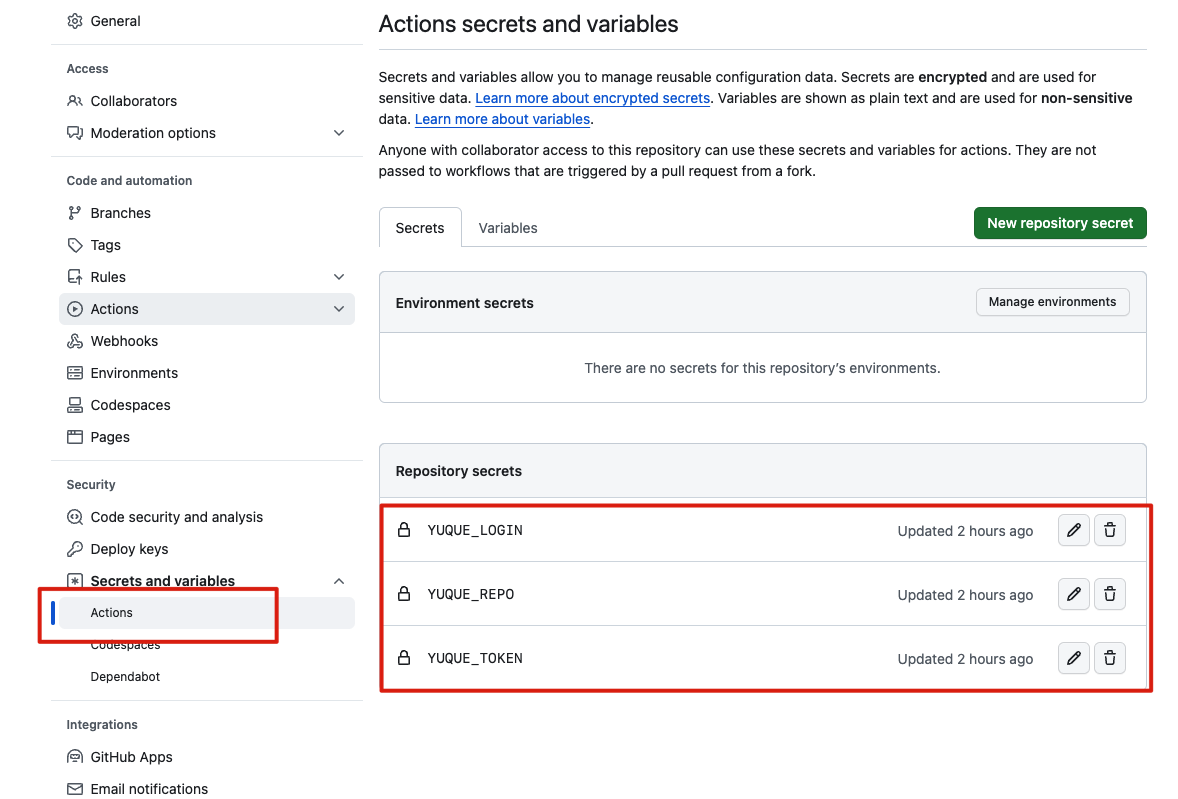 General
Access
Collaborators
Moderation options
Code and automation
Branches
Tags
Rules
Actions
Webhooks
Environments
Codespaces
Pages
Security
Code security and analysis
Deploy keys
Secrets and variables
Actions
Codespaces
Dependabot
Integrations
GitHub Apps
Email notifications
Actions secrets and variables
Secrets and variables allow you to manage reusable configuration data. Secrets are encrypted and are used for
sensitive data. Learn more about encrypted secrets. Variables are shown as plain text and are used for non-sensitive
data. Learn more about variables.
Anyone with collaborator access to this repository can use these secrets and variables for actions. They are not
passed to workflows that are triggered by a pull request from a fork.
Secrets Variables New repository secret
Environment secrets Manage environments
There are no secrets for this repository’s environments.
Repository secrets
YUQUE_LOGIN Updated 2 hours ago
YUQUE_REPO Updated 2 hours ago
YUQUE_TOKEN Updated 2 hours ago